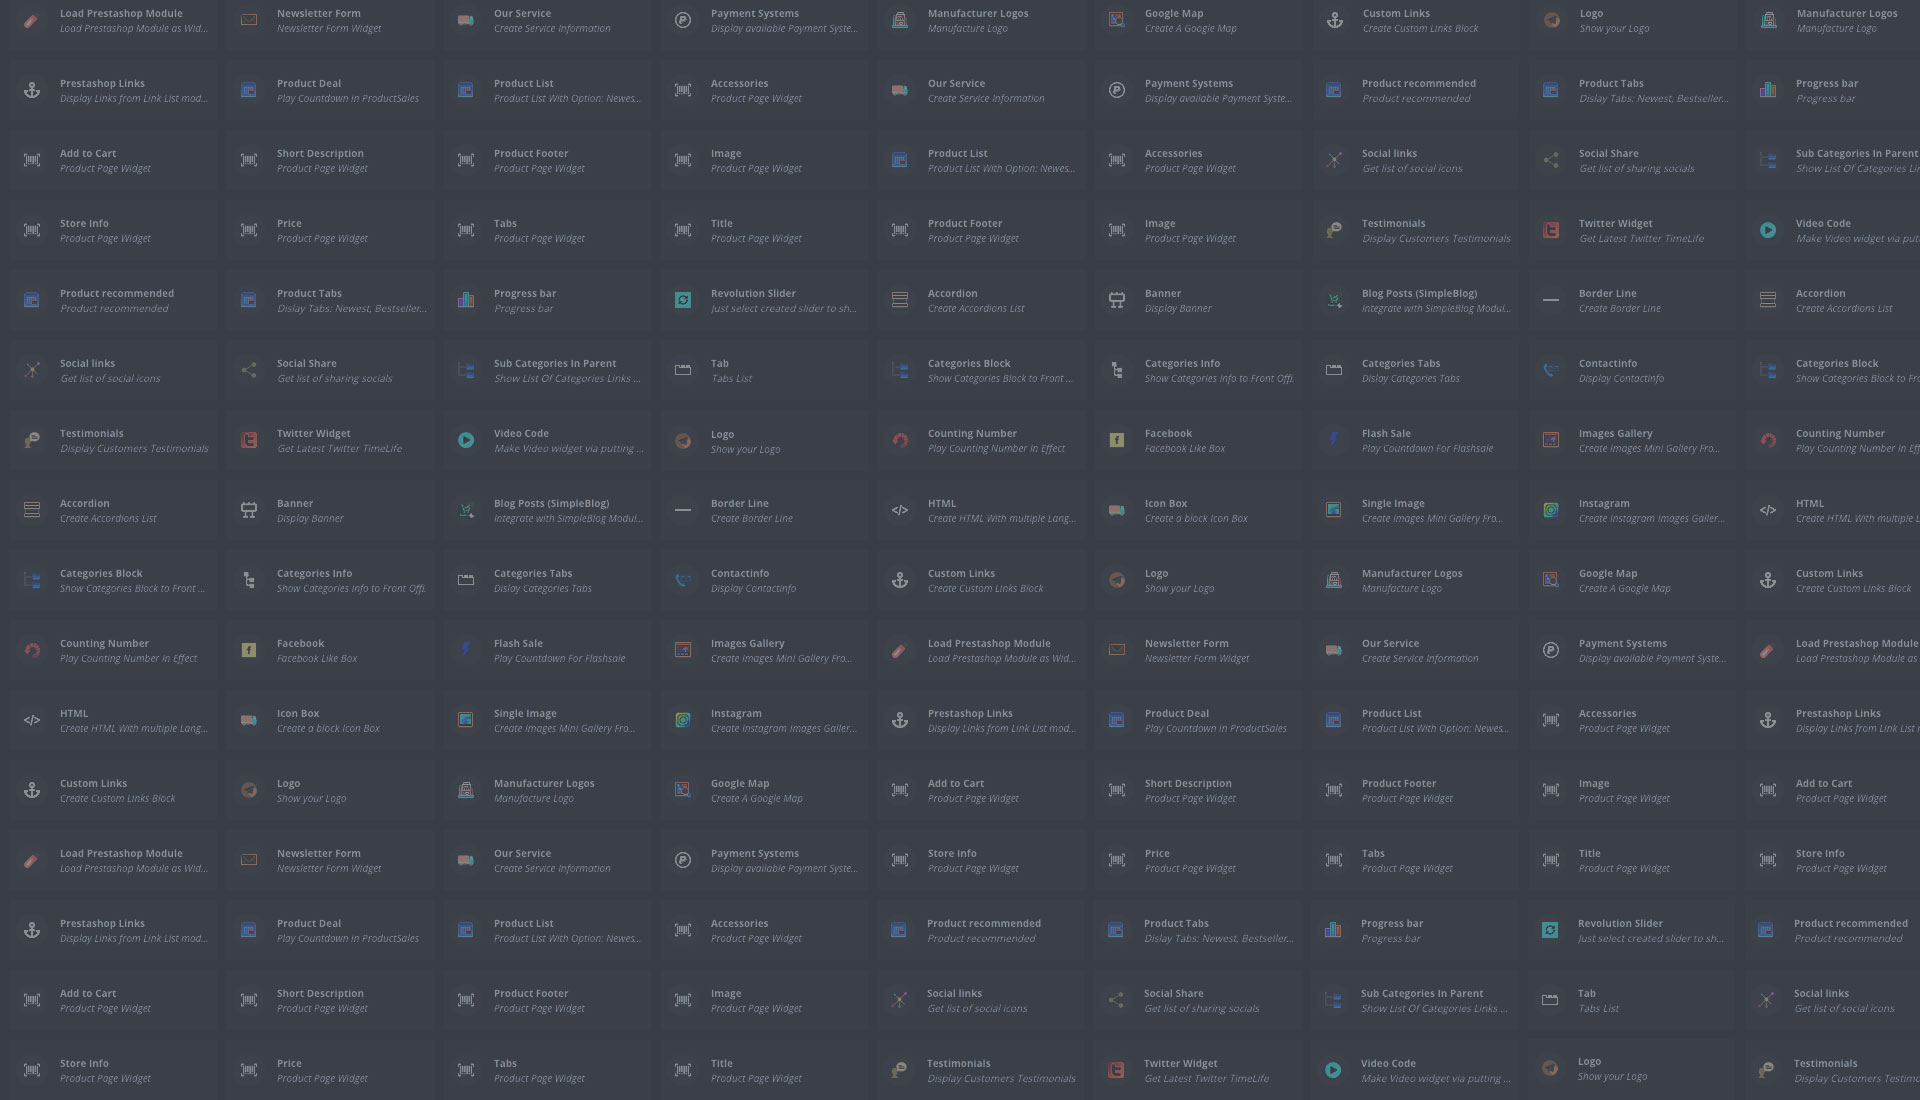 Load Prestashop Module
Load Prestashop Module as Wid...
Newsletter Form
Newsletter Form Widget
Our Service
Create Service Information
Payment Systems
Display available Payment Syste...
Manufacturer Logos
Manufacture Logo
Google Map
Create A Google Map
Custom Links
Create Custom Links Block
Logo
Show your Logo
Manufacturer Logos
Manufacture Logo
Prestashop Links
Display Links from Link List mod...
Product Deal
Play Countdown in ProductSales
Product List
Product List With Option: Newes...
Accessories
Product Page Widget
Our Service
Create Service Information
Payment Systems
Display available Payment Syste...
Product recommended
Product recommended
Product Tabs
Dislay Tabs: Newest, Bestseller...
Progress bar
Progress bar
Add to Cart
Product Page Widget
Short Description
Product Page Widget
Product Footer
Product Page Widget
Image
Product Page Widget
Product List
Product List With Option: Newes...
Accessories
Product Page Widget
Social links
Get list of social icons
Social Share
Get list of sharing socials
Sub Categories In Parent
Show List Of Categories Lin
Store Info
Product Page Widget
Price
Product Page Widget
Tabs
Product Page Widget
Title
Product Page Widget
Product Footer
Product Page Widget
Image
Product Page Widget
Testimonials
Display Customers Testimonials
Twitter Widget
Get Latest Twitter TimeLife
Video Code
Make Video widget via putt
Product recommended
Product recommended
Product Tabs
Dislay Tabs: Newest, Bestseller...
Progress bar
Progress bar
Revolution Slider
Just select created slider to sh...
Accordion
Create Accordions List
Banner
Display Banner
Blog Posts (SimpleBlog)
Integrate with SimpleBlog Modul...
Border Line
Create Border Line
Accordion
Create Accordions List
Social links
Get list of social icons
Social Share
Get list of sharing socials
Sub Categories In Parent
Show List Of Categories Links ...
Tab
Tabs List
Categories Block
Show Categories Block to Front ...
Categories Info
Show Categories Info to Front Offi.
Categories Tabs
Dislay Categories Tabs
Contactinfo
Display Contactinfo
Categories Block
Show Categories Block to Fr
Testimonials
Display Customers Testimonials
Twitter Widget
Get Latest Twitter TimeLife
Video Code
Make Video widget via putting ...
Logo
Show your Logo
Counting Number
Play Counting Number In Effect
Facebook
Facebook Like Box
Flash Sale
Play Countdown For Flashsale
Images Gallery
Create Images Mini Gallery Fro...
Counting Number
Play Counting Number In Eff
Accordion
Create Accordions List
Banner
Display Banner
Blog Posts (SimpleBlog)
Integrate with SimpleBlog Modul...
Border Line
Create Border Line
HTML
Create HTML With multiple Lang...
Icon Box
Create a block Icon Box
Single Image
Create Images Mini Gallery Fro...
Instagram
Create Instagram Images Galler...
HTML
Create HTML With multiple L
Categories Block
Show Categories Block to Front ...
Categories Info
Show Categories Info to Front Offi.
Categories Tabs
Dislay Categories Tabs
Contactinfo
Display Contactinfo
Custom Links
Create Custom Links Block
Logo
Show your Logo
Manufacturer Logos
Manufacture Logo
Google Map
Create A Google Map
Custom Links
Create Custom Links Block
Counting Number
Play Counting Number In Effect
Facebook
Facebook Like Box
Flash Sale
Play Countdown For Flashsale
Images Gallery
Create Images Mini Gallery Fro...
Load Prestashop Module
Load Prestashop Module as Wid...
Newsletter Form
Newsletter Form Widget
Our Service
Create Service Information
Payment Systems
Display available Payment Syste...
Load Prestashop Module
Load Prestashop Module as
HTML
Create HTML With multiple Lang...
Icon Box
Create a block Icon Box
Single Image
Create Images Mini Gallery Fro...
Instagram
Create Instagram Images Galler...
Prestashop Links
Display Links from Link List mod...
Product Deal
Play Countdown in ProductSales
Product List
Product List With Option: Newes...
Accessories
Product Page Widget
Prestashop Links
Display Links from Link List
Custom Links
Create Custom Links Block
Logo
Show your Logo
Manufacturer Logos
Manufacture Logo
Google Map
Create A Google Map
Add to Cart
Product Page Widget
Short Description
Product Page Widget
Product Footer
Product Page Widget
Image
Product Page Widget
Add to Cart
Product Page Widget
Load Prestashop Module
Load Prestashop Module as Wid...
Newsletter Form
Newsletter Form Widget
Our Service
Create Service Information
Payment Systems
Display available Payment Syste...
Store Info
Product Page Widget
Price
Product Page Widget
Tabs
Product Page Widget
Title
Product Page Widget
Store Info
Product Page Widget
Prestashop Links
Display Links from Link List mod...
Product Deal
Play Countdown in ProductSales
Product List
Product List With Option: Newes...
Accessories
Product Page Widget
Product recommended
Product recommended
Product Tabs
Dislay Tabs: Newest, Bestseller...
Progress bar
Progress bar
Revolution Slider
Just select created slider to sh...
Product recommended
Product recommended
Add to Cart
Product Page Widget
Short Description
Product Page Widget
Product Footer
Product Page Widget
Image
Product Page Widget
Social links
Get list of social icons
Social Share
Get list of sharing socials
Sub Categories In Parent
Show List Of Categories Links ...
Tab
Tabs List
Social links
Get list of social icons
Store Info
Product Page Widget
Price
Product Page Widget
Tabs
Product Page Widget
Title
Product Page Widget
Testimonials
Display Customers Testimonials
Twitter Widget
Get Latest Twitter TimeLife
Video Code
Make Video widget via putting ...
Logo
Show your Logo
Testimonials
Display Customers Testimo